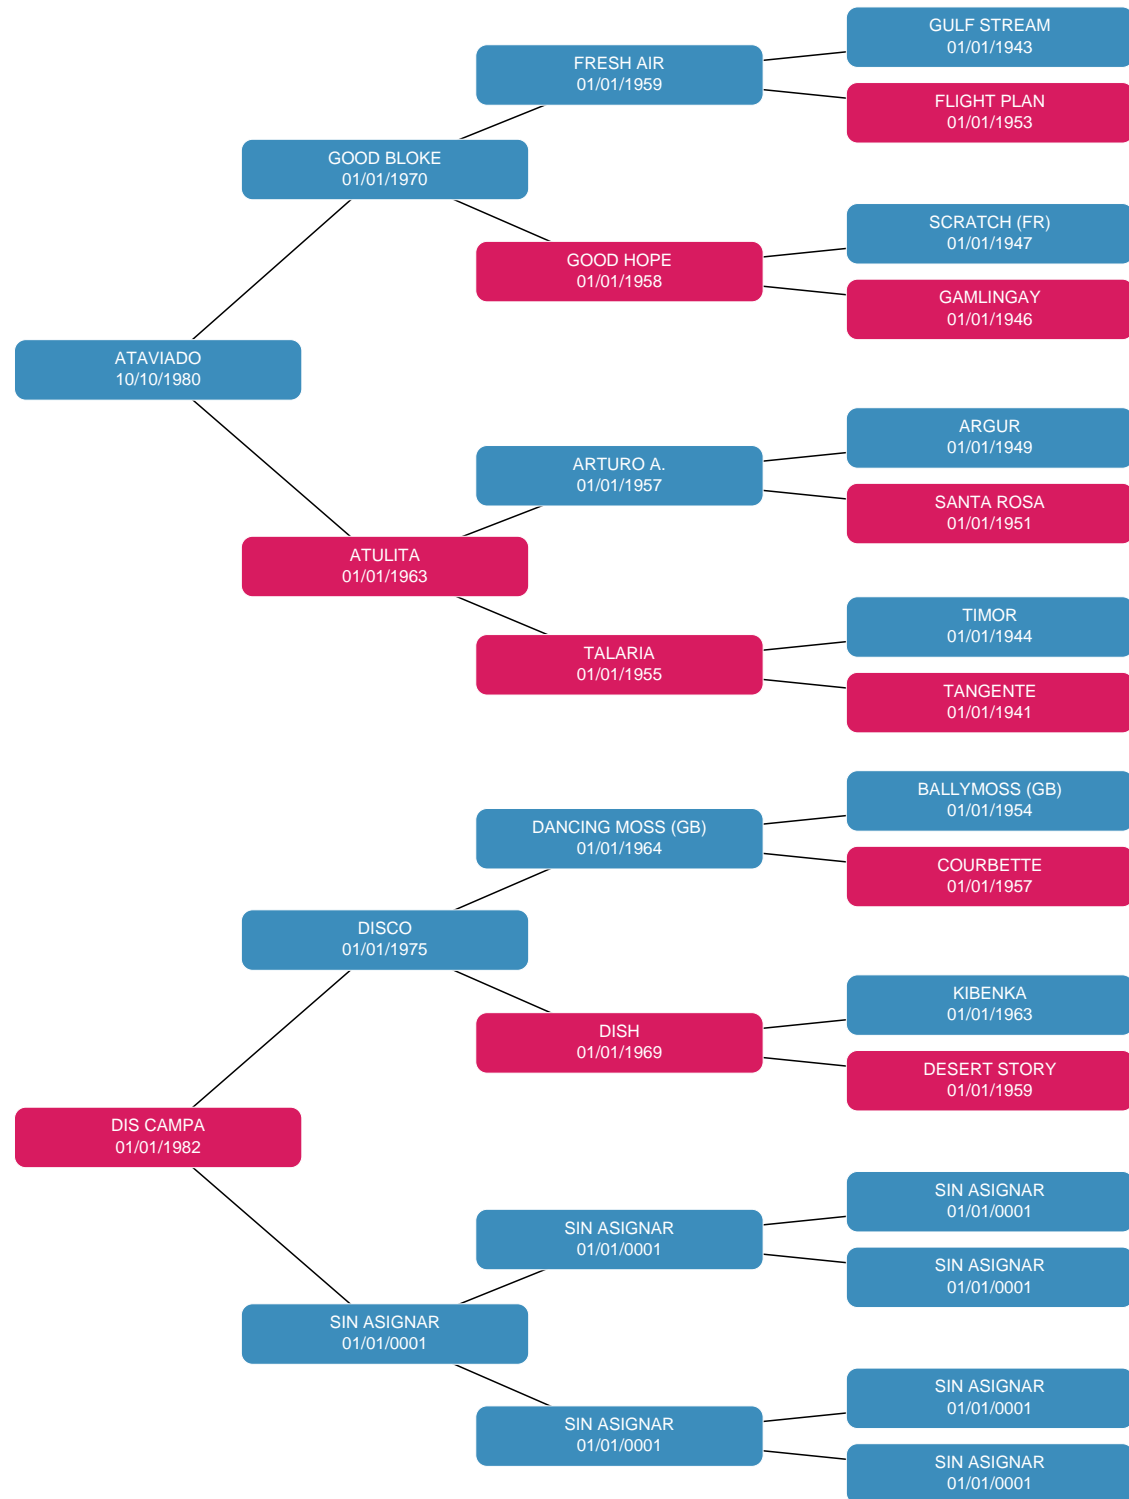 GULF STREAM
01/01/1943
FRESH AIR
01/01/1959
FLIGHT PLAN
01/01/1953
GOOD BLOKE
01/01/1970
SCRATCH (FR)
01/01/1947
GOOD HOPE
01/01/1958
GAMLINGAY
01/01/1946
ATAVIADO
10/10/1980
ARGUR
01/01/1949
ARTURO A.
01/01/1957
SANTA ROSA
01/01/1951
ATULITA
01/01/1963
TIMOR
01/01/1944
TALARIA
01/01/1955
TANGENTE
01/01/1941
BALLYMOSS (GB)
01/01/1954
DANCING MOSS (GB)
01/01/1964
COURBETTE
01/01/1957
DISCO
01/01/1975
KIBENKA
01/01/1963
DISH
01/01/1969
DESERT STORY
01/01/1959
DIS CAMPA
01/01/1982
SIN ASIGNAR
01/01/0001
SIN ASIGNAR
01/01/0001
SIN ASIGNAR
01/01/0001
SIN ASIGNAR
01/01/0001
SIN ASIGNAR
01/01/0001
SIN ASIGNAR
01/01/0001
SIN ASIGNAR
01/01/0001